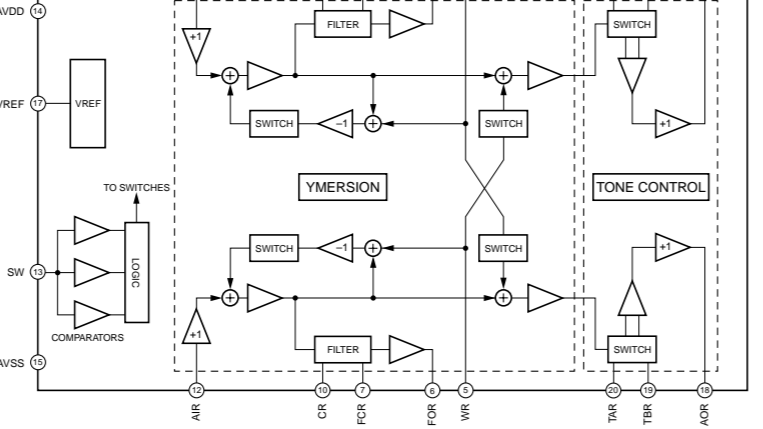 AVDD 14
+1
FILTER
SWITCH
VREF 17
VREF
SWITCH
−1
SWITCH
+1
TO SWITCHES
YMERSION
TONE CONTROL
SW 13
LOGIC
COMPARATORS
SWITCH
−1
SWITCH
+1
+1
FILTER
SWITCH
AVSS 15
12 10 7 6 5 20 19 18
AIR CR FCR FOR WR TAR TBR AOR